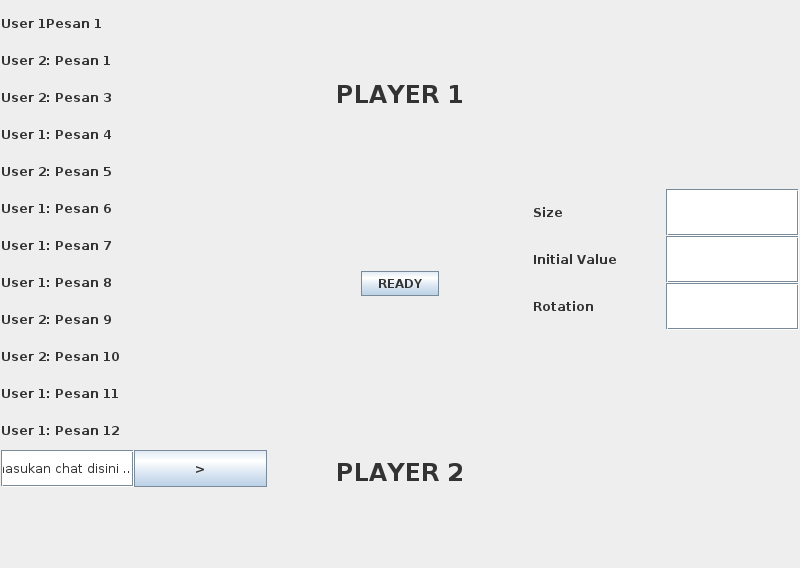 User 1Pesan 1
User 2: Pesan 1
User 2: Pesan 3
User 1: Pesan 4
User 2: Pesan 5
User 1: Pesan 6
User 1: Pesan 7
User 1: Pesan 8
User 2: Pesan 9
User 2: Pesan 10
User 1: Pesan 11
User 1: Pesan 12
chat disini ..
>
PLAYER 1
READY
PLAYER 2
Size
Initial Value
Rotation